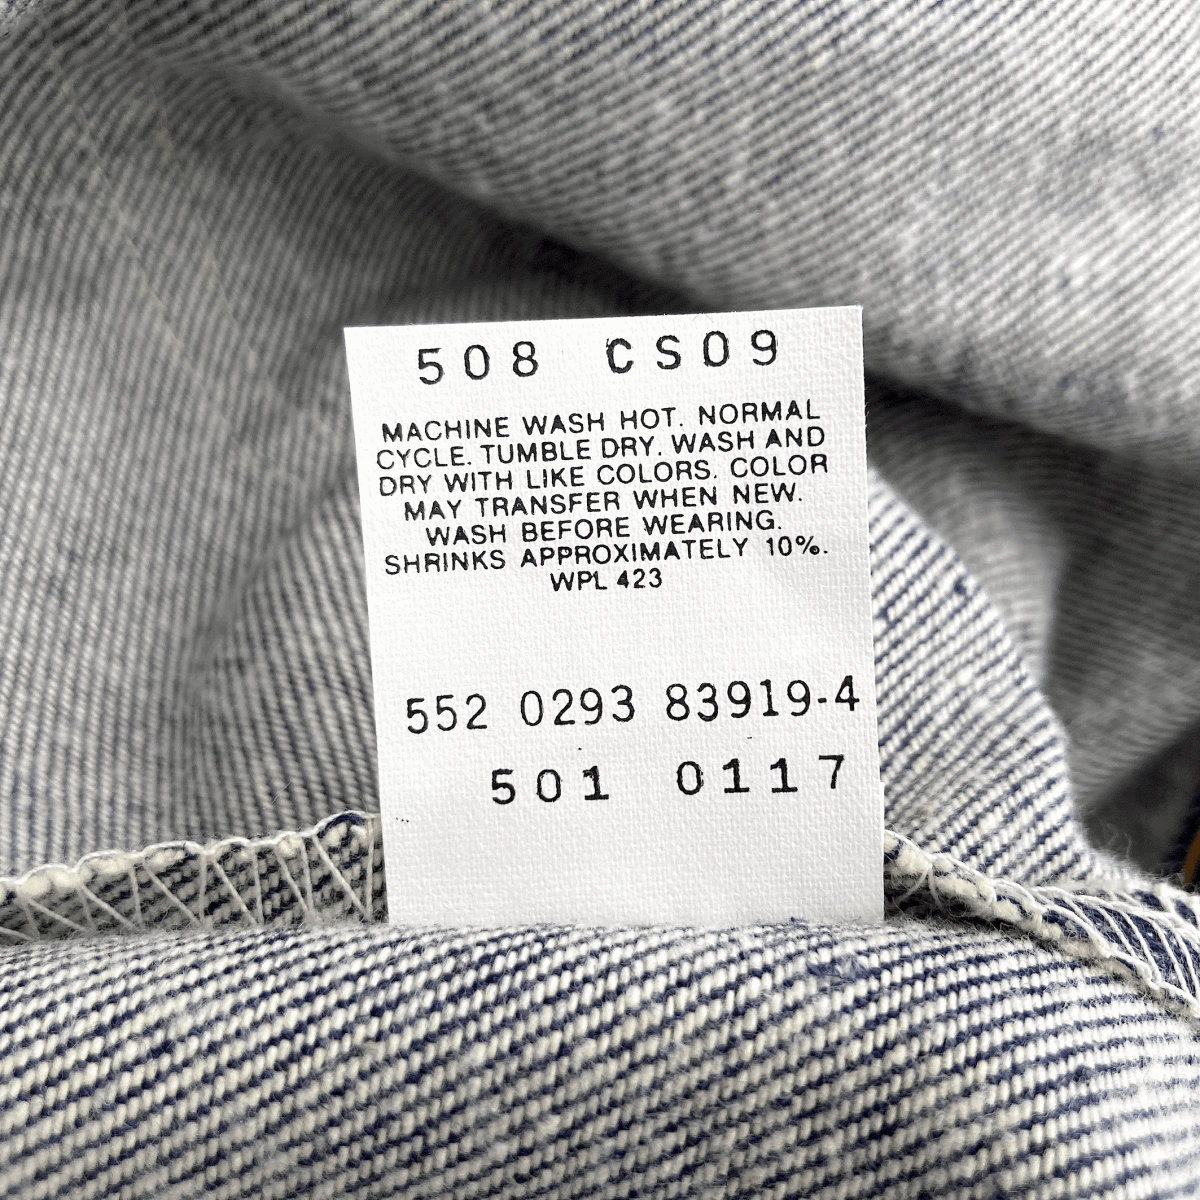 508 CS09
MACHINE WASH HOT. NORMAL
CYCLE. TUMBLE DRY. WASH AND
DRY WITH LIKE COLORS. COLOR
MAY TRANSFER WHEN NEW.
WASH BEFORE WEARING.
SHRINKS APPROXIMATELY 10%.
WPL 423
552 0293 83919-4
501 0117